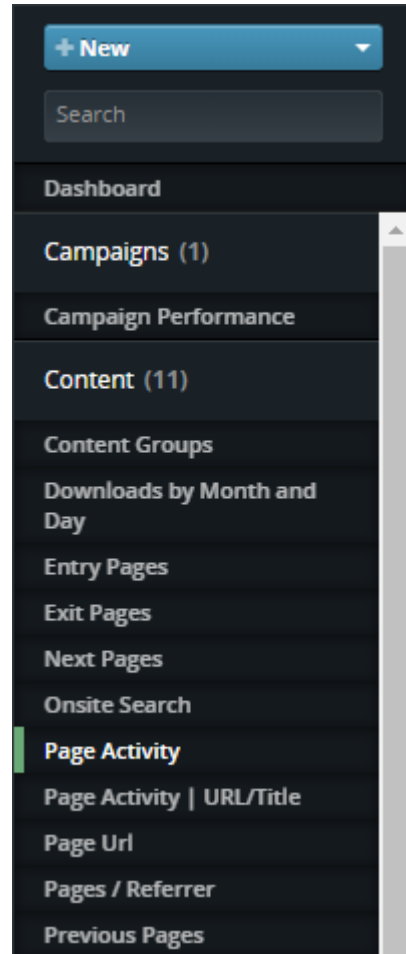 + New
Search
Dashboard
Campaigns (1)
Campaign Performance
Content (11)
Content Groups
Downloads by Month and
Day
Entry Pages
Exit Pages
Next Pages
Onsite Search
Page Activity
Page Activity | URL/Title
Page Url
Pages / Referrer
Previous Pages